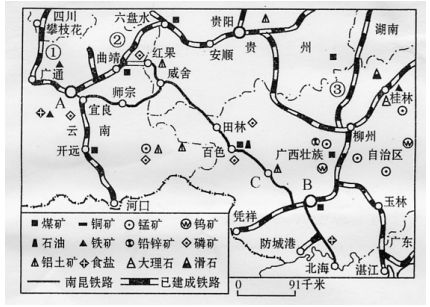 四川
攀枝花
①
六盘水
②
贵阳
贵
州
安顺
湖南
广通
曲靖
红果
威舍
A
宜良
师宗
云
南
开远
河口
田林
百色
③
桂林
柳州
广西壮族
自治区
C
B
凭祥
防城港
北海
玉林
广东
湛江
煤矿
铜矿
锰矿
钨矿
石油
铁矿
铅锌矿
磷矿
铝土矿
食盐
大理石
滑石
南昆铁路
已建成铁路
0
91千米